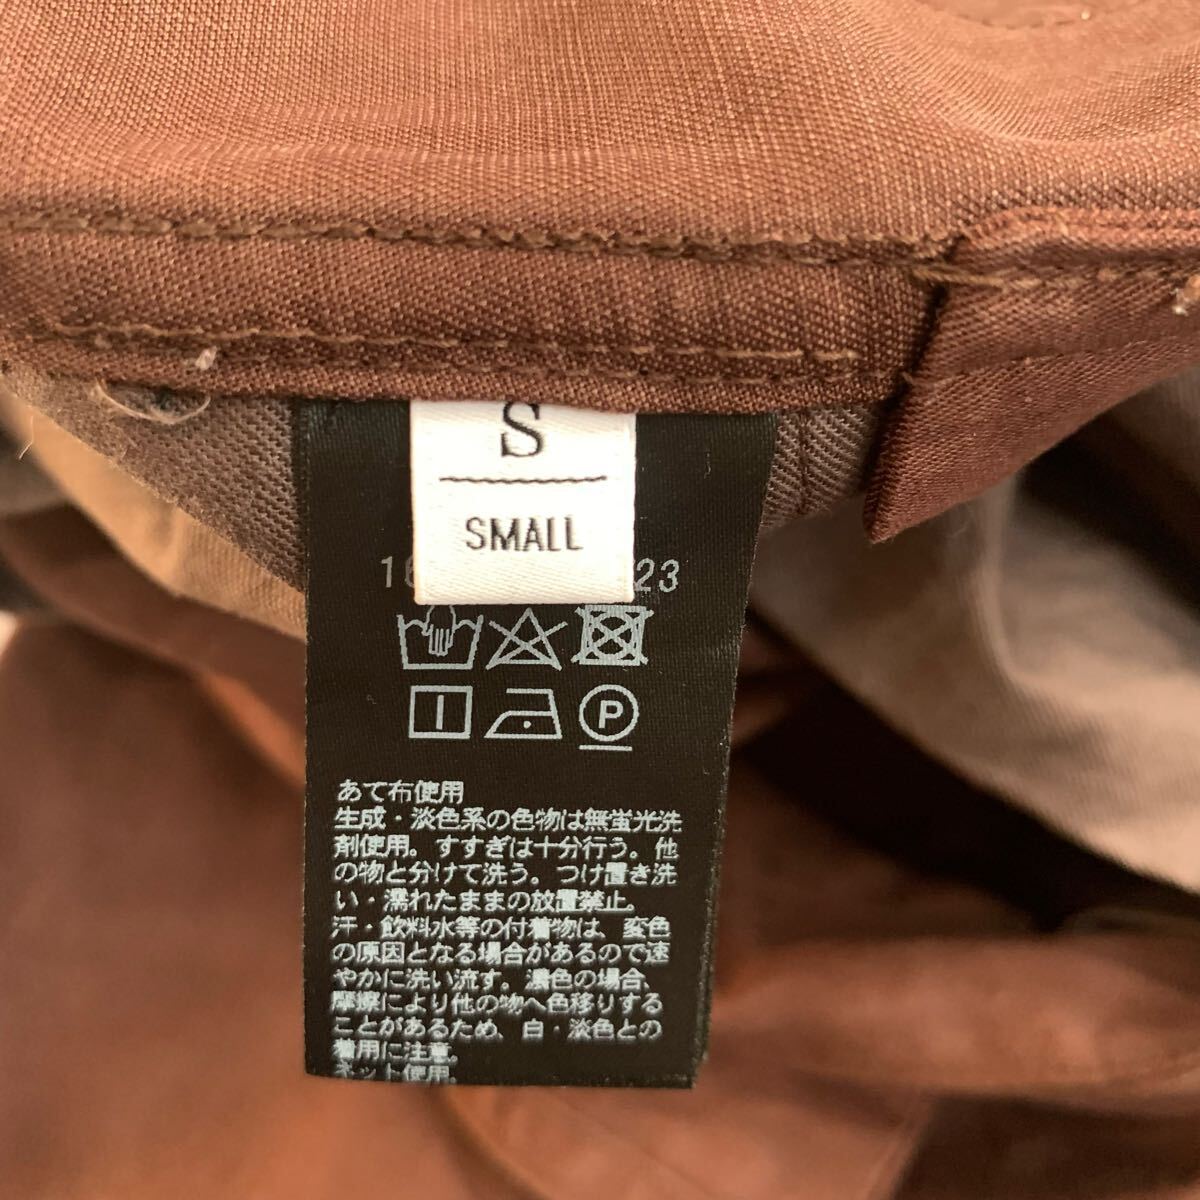 S
SMALL
23
P
あて布使用
生成・淡色系の色物は無蛍光洗
剤使用。すすぎは十分行う。他
の物と分けて洗う。つけ置き洗
い・濡れたままの放置禁止。
汗・飲料水等の付着物は、変色
の原因となる場合があるので速
やかに洗い流す。濃色の場合、
摩擦により他の物へ色移りする
ことがあるため、白・淡色との
着用に注意。
ネット使用。